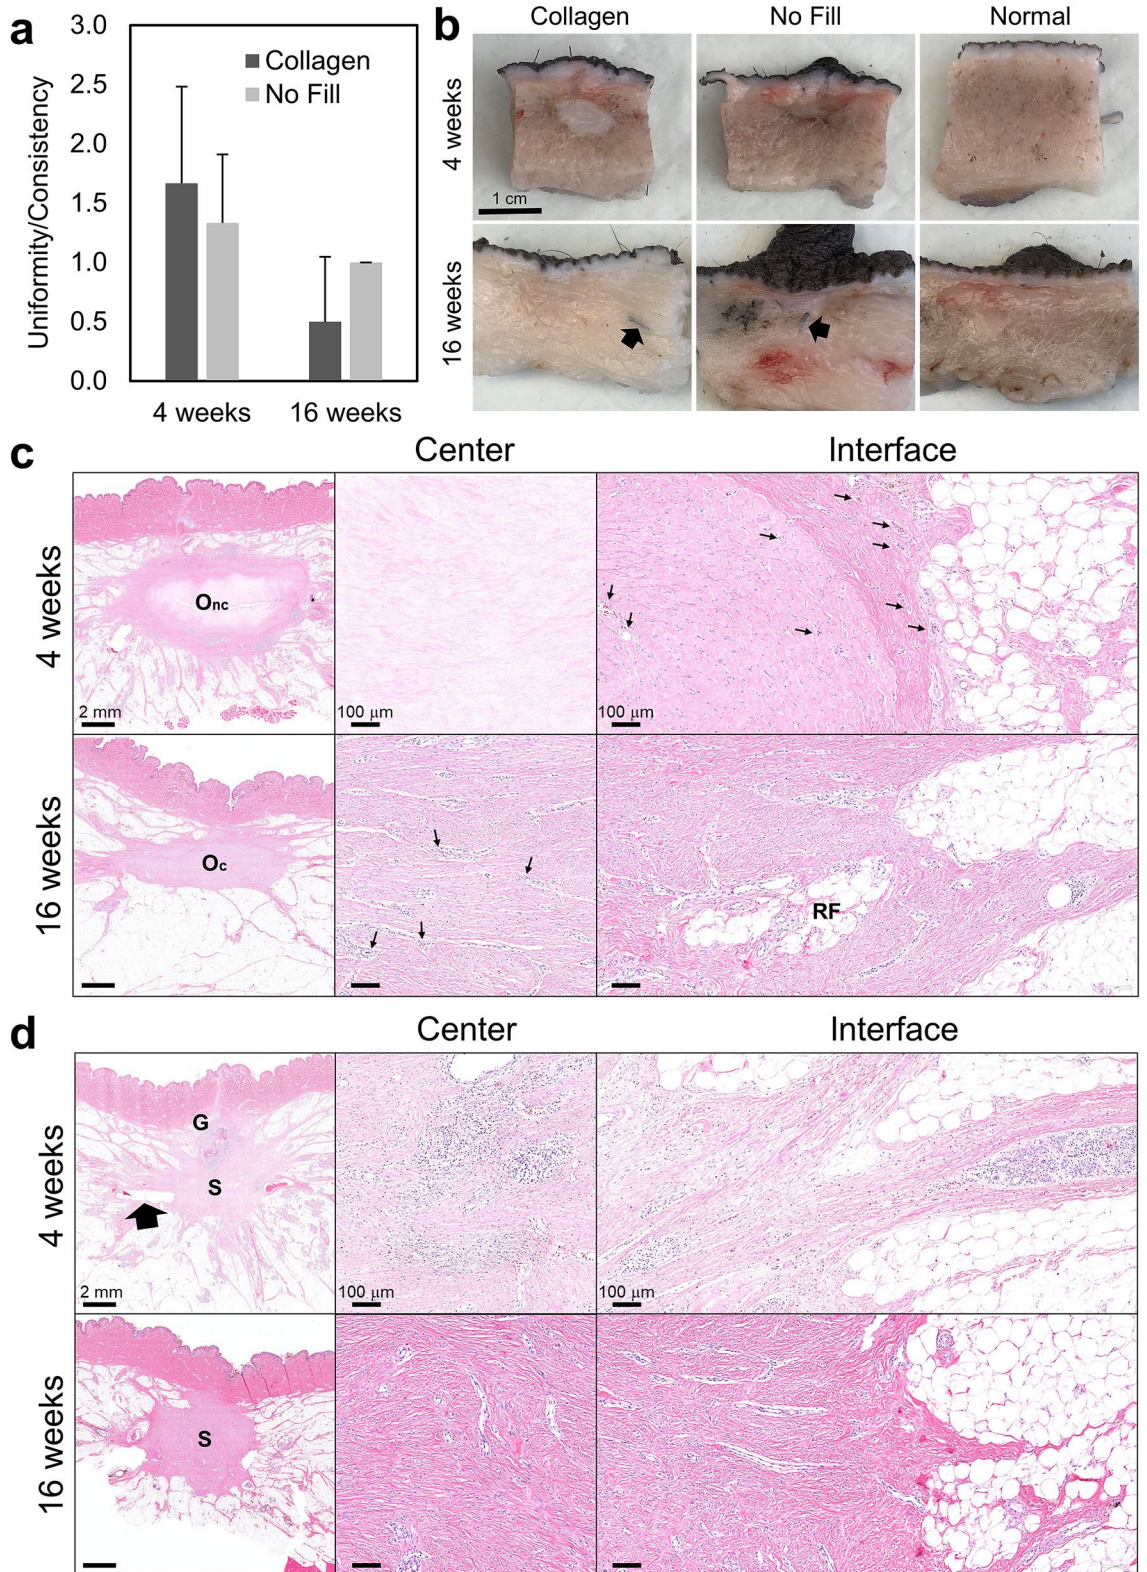 a
3.0
2.5
2.0
1.5
1.0
0.5
0.0
Uniformity/Consistency
Collagen
No Fill
4 weeks
16 weeks
b
Collagen
No Fill
Normal
4 weeks
1 cm
16 weeks
c
Center
Interface
4 weeks
Onc
2 mm
100 μm
100 μm
16 weeks
Oc
RF
d
Center
Interface
4 weeks
G
S
2 mm
100 μm
100 μm
16 weeks
S